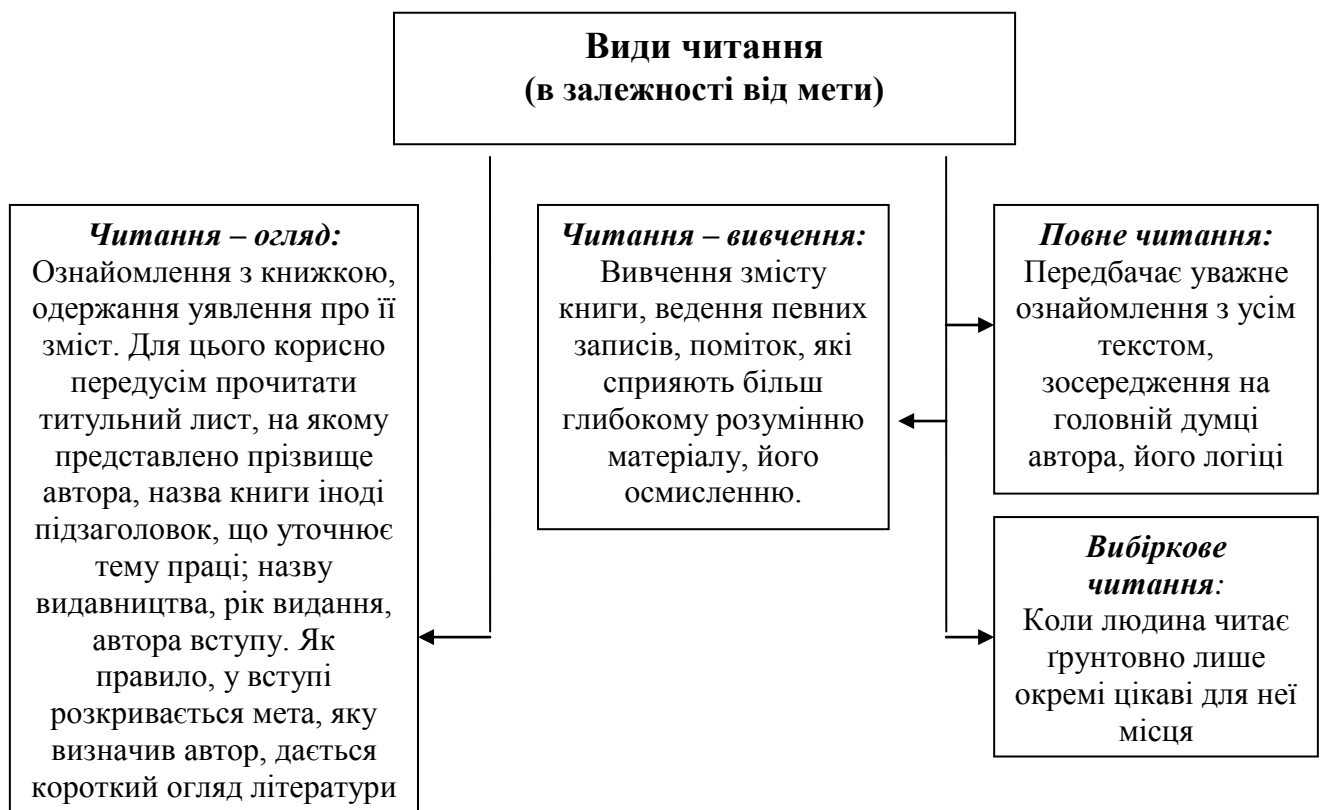 Види читання
(в залежності від мети)
Читання – огляд:
Ознайомлення з книжкою,
одержання уявлення про її
зміст. Для цього корисно
передусім прочитати
титульний лист, на якому
представлено прізвище
автора, назва книги іноді
підзаголовок, що уточнює
тему праці; назву
видавництва, рік видання,
автора вступу. Як
правило, у вступі
розкривається мета, яку
визначив автор, дається
короткий огляд літератури
Читання – вивчення:
Вивчення змісту
книги, ведення певних
записів, поміток, які
сприяють більш
глибокому розумінню
матеріалу, його
осмисленню.
Повне читання:
Передбачає уважне
ознайомлення з усім
текстом,
зосередження на
головній думці
автора, його логіці
Вибіркове
читання:
Коли людина читає
ґрунтовно лише
окремі цікаві для неї
місця